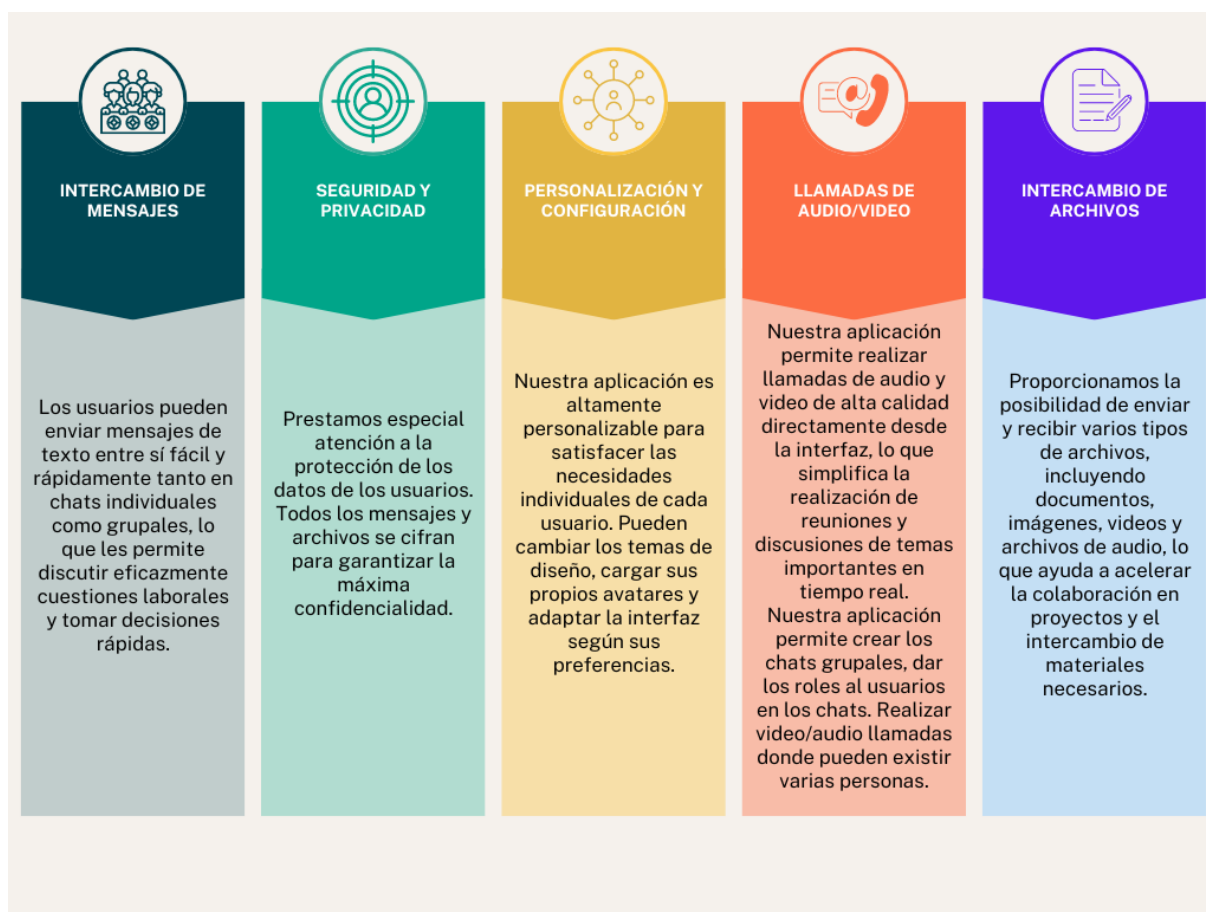 INTERCAMBIO DE
MENSAJES
Los usuarios pueden
enviar mensajes de
texto entre sí fácil y
rápidamente tanto en
chats individuales
como grupales, lo
que les permite
discutir eficazmente
cuestiones laborales
y tomar decisiones
rápidas.
SEGURIDAD Y
PRIVACIDAD
Prestamos especial
atención a la
protección de los
datos de los usuarios.
Todos los mensajes y
archivos se cifran
para garantizar la
máxima
confidencialidad.
PERSONALIZACIÓN Y
CONFIGURACIÓN
Nuestra aplicación es
altamente
personalizable para
satisfacer las
necesidades
individuales de cada
usuario. Pueden
cambiar los temas de
diseño, cargar sus
propios avatares y
adaptar la interfaz
según sus
preferencias.
LLAMADAS DE
AUDIO/VIDEO
Nuestra aplicación
permite realizar
llamadas de audio y
video de alta calidad
directamente desde
la interfaz, lo que
simplifica la
realización de
reuniones y
discusiones de temas
importantes en
tiempo real.
Nuestra aplicación
permite crear los
chats grupales, dar
los roles al usuarios
en los chats. Realizar
video/audio llamadas
donde pueden existir
varias personas.
INTERCAMBIO DE
ARCHIVOS
Proporcionamos la
posibilidad de enviar
y recibir varios tipos
de archivos,
incluyendo
documentos,
imágenes, videos y
archivos de audio, lo
que ayuda a acelerar
la colaboración en
proyectos y el
intercambio de
materiales
necesarios.